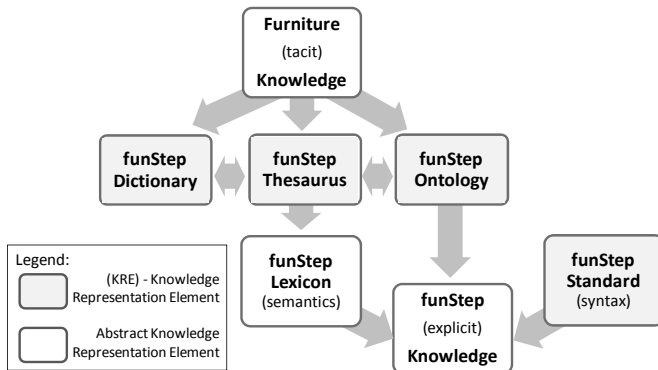 Furniture
(tacit)
Knowledge
funStep
Dictionary
funStep
Thesaurus
funStep
Ontology
funStep
Lexicon
(semantics)
funStep
Standard
(syntax)
funStep
(explicit)
Knowledge
Legend:
(KRE) - Knowledge
Representation Element
Abstract Knowledge
Representation Element